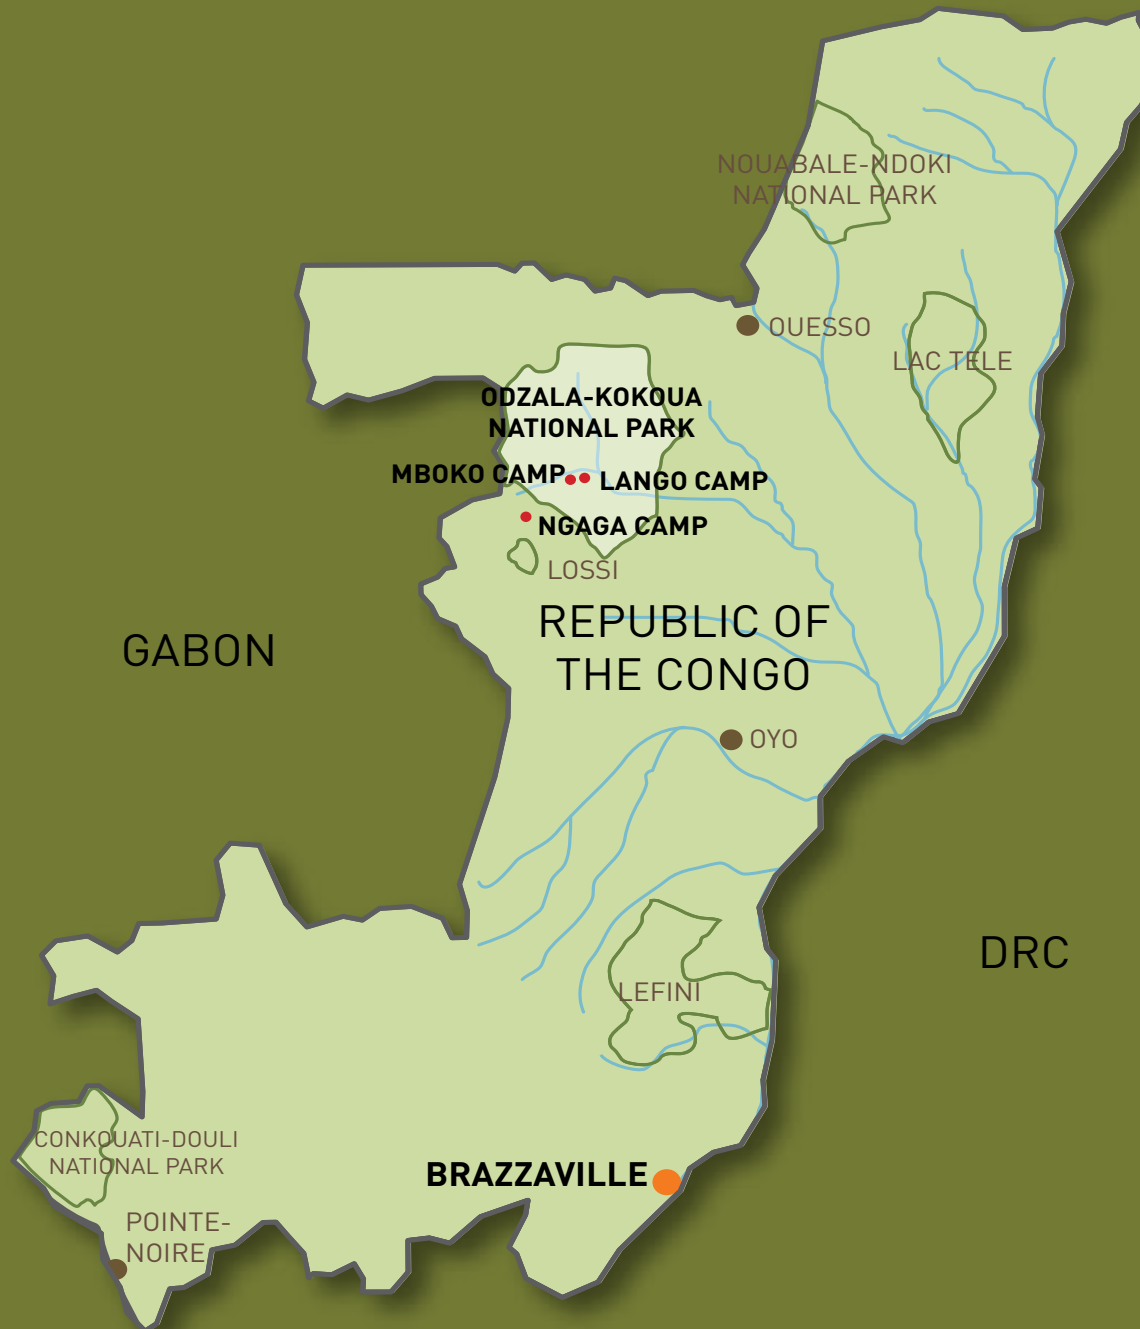 NOUABALE-NDOKI
NATIONAL PARK
OUESSO
LAC TELE
ODZALA-KOKOUA
NATIONAL PARK
MBOKO CAMP
LANGO CAMP
NGAGA CAMP
LOSSI
REPUBLIC OF
THE CONGO
GABON
OYO
DRC
LEFINI
CONKOUATI-DOULI
NATIONAL PARK
BRAZZAVILLE
POINTE-
NOIRE